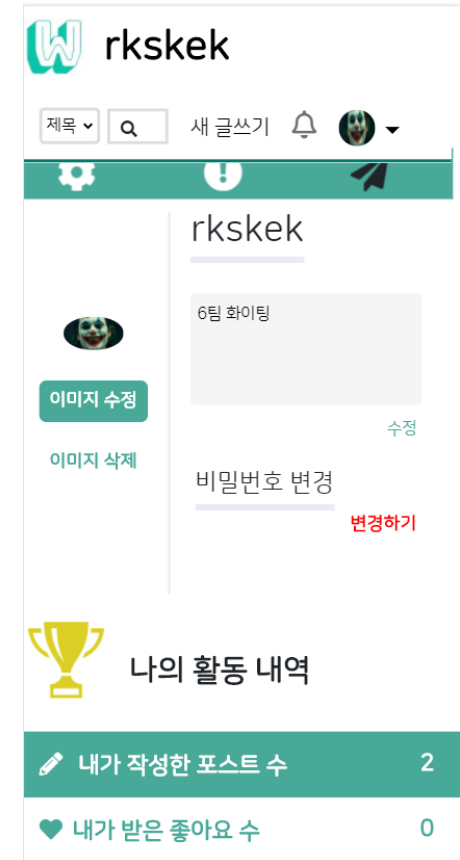 W rkskek
제목
새 글쓰기
rkskek
6팀 화이팅
이미지 수정
수정
이미지 삭제
비밀번호 변경
변경하기
나의 활동 내역
내가 작성한 포스트 수 2
내가 받은 좋아요 수 0